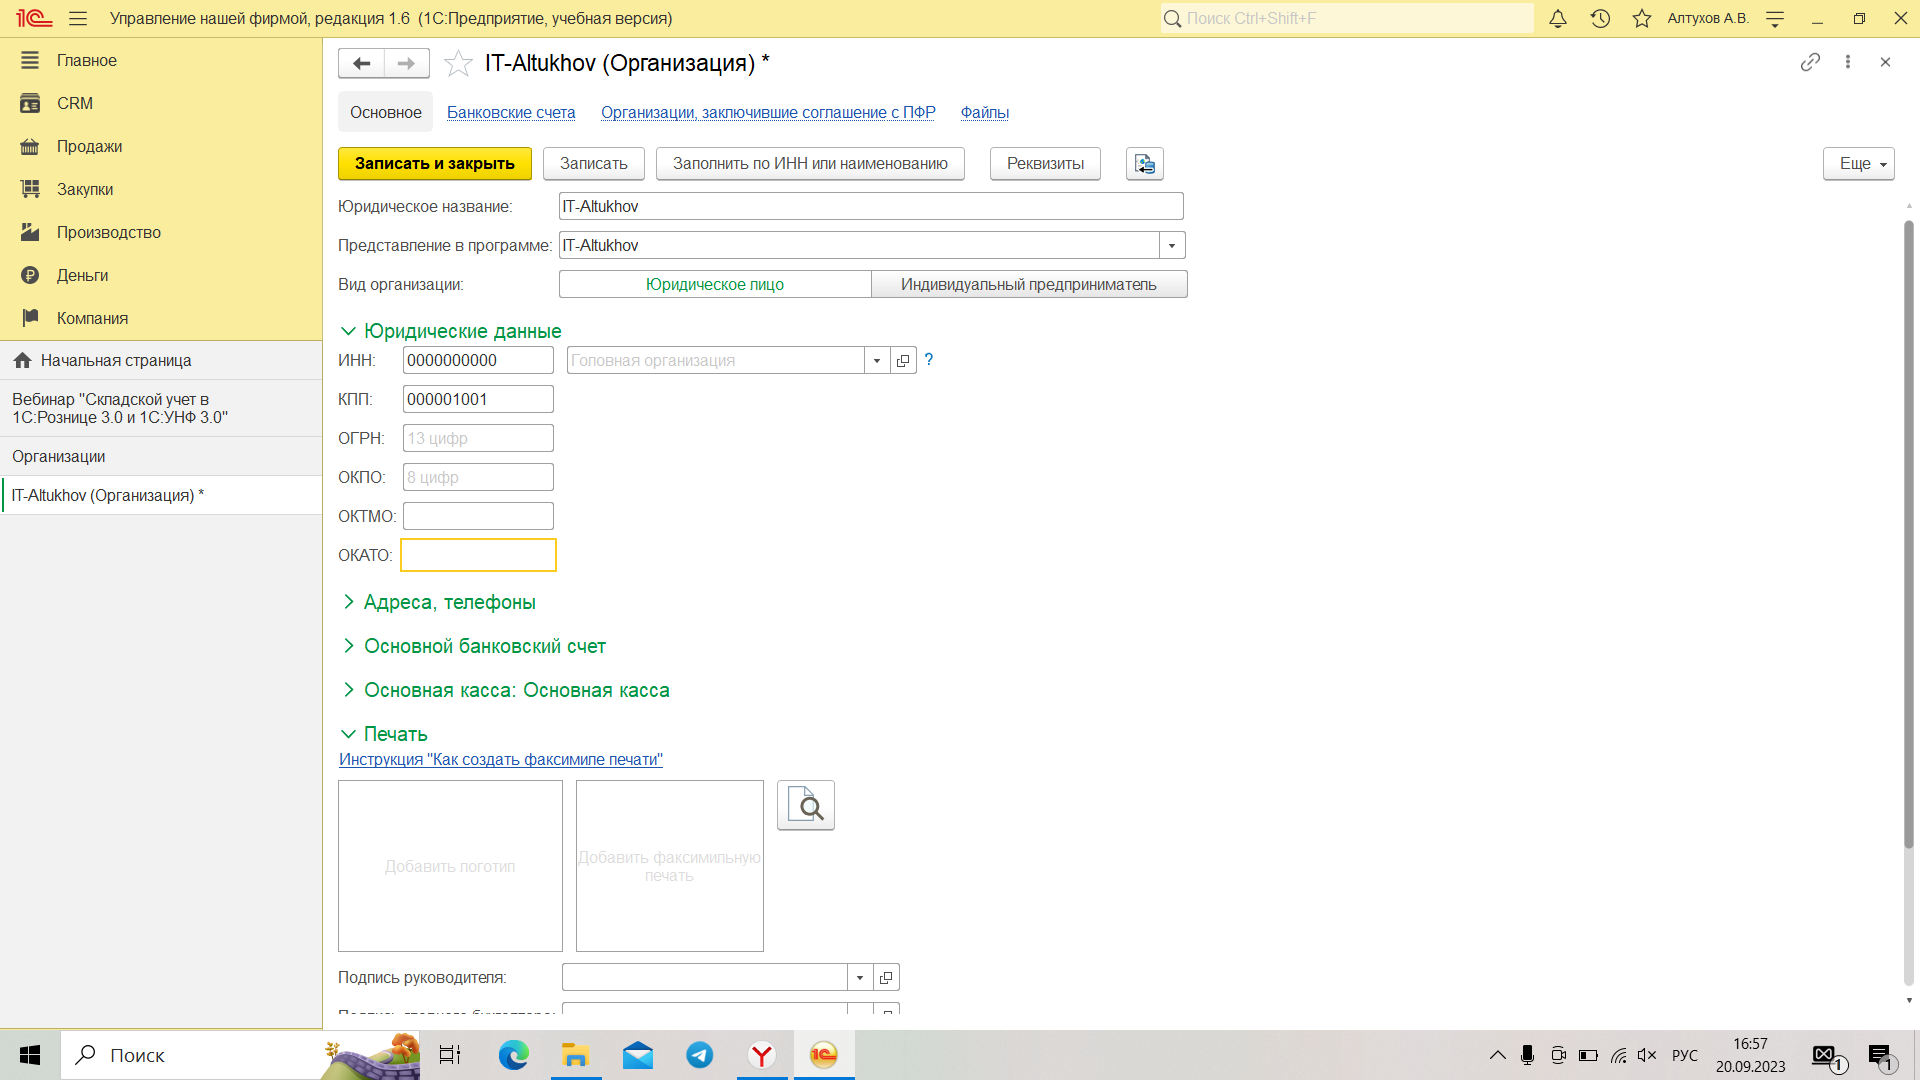 Управление нашей фирмой, редакция 1.6 (1С:Предприятие, учебная версия)
Поиск Ctrl+Shift+F
Алтухов А.В.
Главное
CRM
Продажи
Закупки
Производство
Деньги
Компания
Начальная страница
Вебинар "Складской учет в
1С:Рознице 3.0 и 1С:УНФ 3.0"
Организации
IT-Altukhov (Организация) *
IT-Altukhov (Организация) *
Основное Банковские счета Организации, заключившие соглашение с ПФР Файлы
Записать и закрыть Записать Заполнить по ИНН или наименованию Реквизиты Еще
Юридическое название: IT-Altukhov
Представление в программе: IT-Altukhov
Вид организации: Юридическое лицо Индивидуальный предприниматель
Юридические данные
ИНН: 0000000000 Головная организация ?
КПП: 000001001
ОГРН: 13 цифр
ОКПО: 8 цифр
ОКТМО:
ОКАТО:
Адреса, телефоны
Основной банковский счет
Основная касса: Основная касса
Печать
Инструкция "Как создать факсимиле печати"
Добавить логотип
Добавить факсимильную
печать
Подпись руководителя:
Поиск
РУС
16:57
20.09.2023
1
1